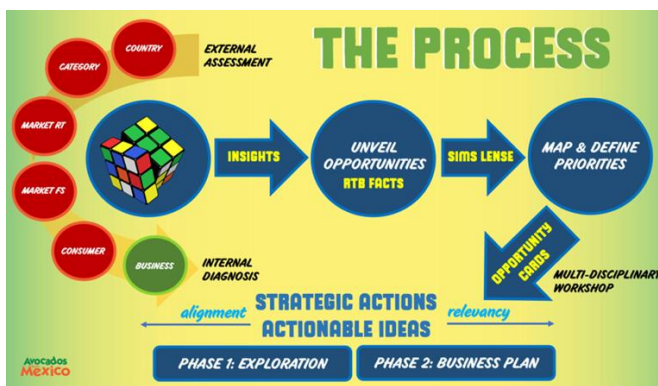 THE PROCESS
COUNTRY
EXTERNAL
ASSESSMENT
CATEGORY
MARKET RT
MARKET FS
CONSUMER
BUSINESS
INTERNAL
DIAGNOSIS
INSIGHTS
UNVEIL
OPPORTUNITIES
RTB FACTS
SIMS LENSE
MAP & DEFINE
PRIORITIES
OPPORTUNITY
CARDS
MULTI-DISCIPLINARY
WORKSHOP
STRATEGIC ACTIONS
alignment
relevancy
ACTIONABLE IDEAS
PHASE 1: EXPLORATION
PHASE 2: BUSINESS PLAN
Avocados
MEXICO